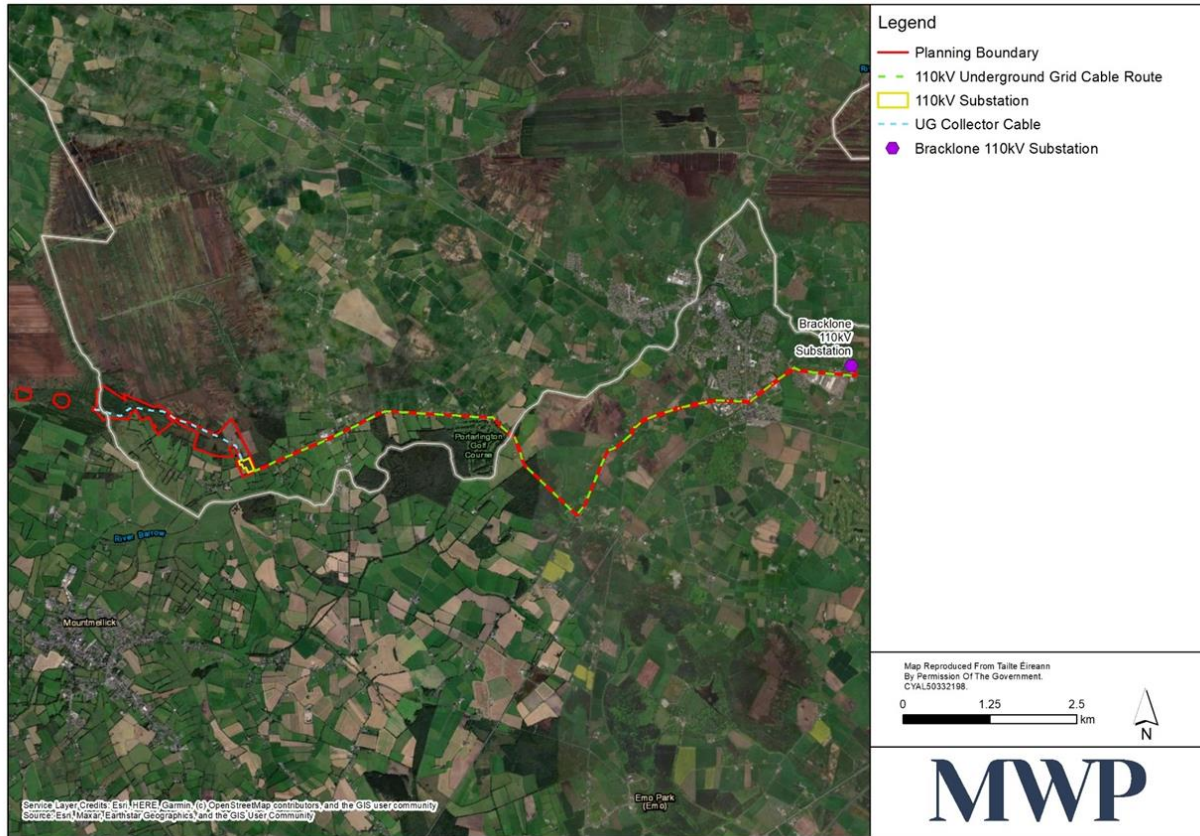 Legend
Planning Boundary
110kV Underground Grid Cable Route
110kV Substation
UG Collector Cable
Bracklone 110kV Substation
Bracklone
110kV
Substation
Portarlington
Golf
Course
River Barrow
Mountmellick
Emo Park
(Emo)
Service Layer Credits: Esri, HERE, Garmin, (c) OpenStreetMap contributors, and the GIS user community
Source: Esri, Maxar, Earthstar Geographics, and the GIS User Community
Map Reproduced From Tailte Éireann
By Permission Of The Government.
CYAL50332198.
0 1.25 2.5
km
N
MWP